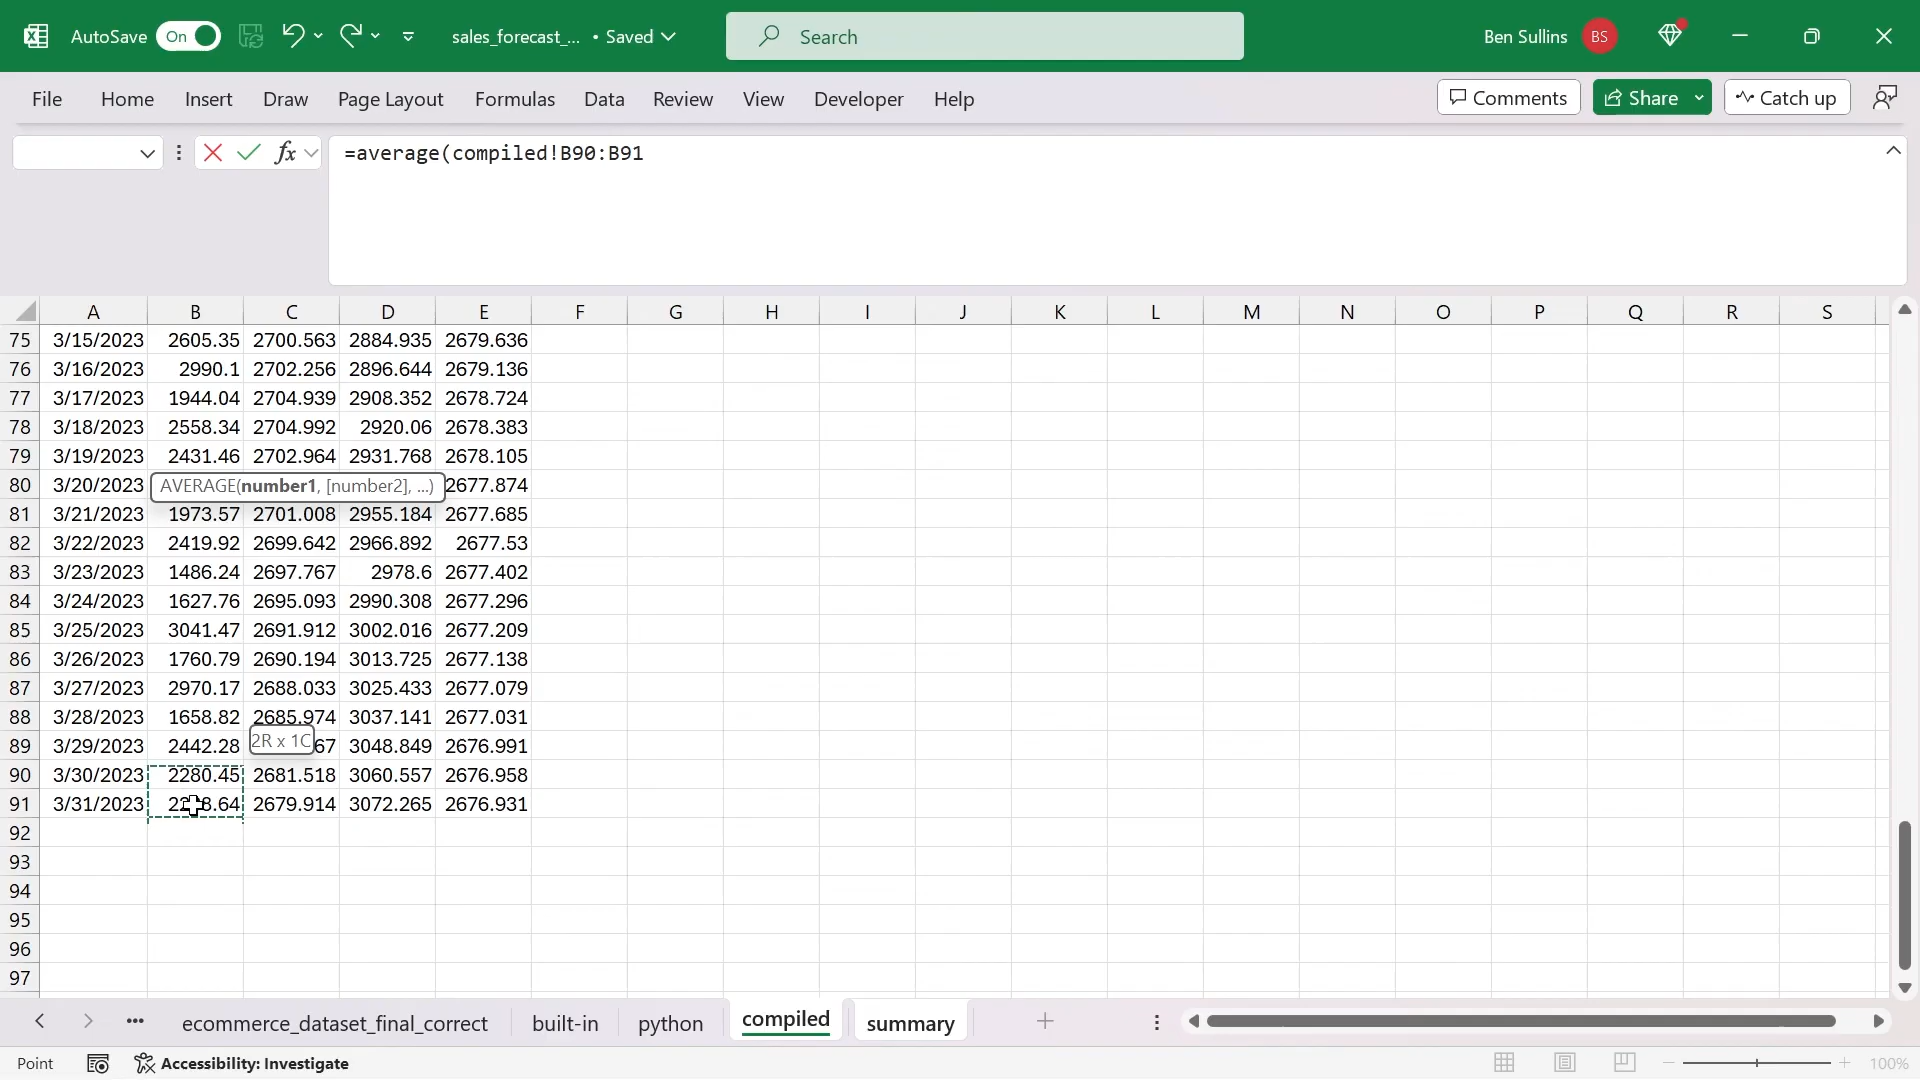 AutoSave On sales_forecast_... • Saved Search Ben Sullins BS
File Home Insert Draw Page Layout Formulas Data Review View Developer Help Comments Share Catch up
fx =average(compiled!B90:B91
A B C D E F G H I J K L M N O P Q R S
75 3/15/2023 2605.35 2700.563 2884.935 2679.636
76 3/16/2023 2990.1 2702.256 2896.644 2679.136
77 3/17/2023 1944.04 2704.939 2908.352 2678.724
78 3/18/2023 2558.34 2704.992 2920.06 2678.383
79 3/19/2023 2431.46 2702.964 2931.768 2678.105
80 3/20/2023 AVERAGE(number1, [number2], ...) 2677.874
81 3/21/2023 1973.57 2701.008 2955.184 2677.685
82 3/22/2023 2419.92 2699.642 2966.892 2677.53
83 3/23/2023 1486.24 2697.767 2978.6 2677.402
84 3/24/2023 1627.76 2695.093 2990.308 2677.296
85 3/25/2023 3041.47 2691.912 3002.016 2677.209
86 3/26/2023 1760.79 2690.194 3013.725 2677.138
87 3/27/2023 2970.17 2688.033 3025.433 2677.079
88 3/28/2023 1658.82 2685.974 3037.141 2677.031
89 3/29/2023 2442.28 2R x 1C 67 3048.849 2676.991
90 3/30/2023 2280.45 2681.518 3060.557 2676.958
91 3/31/2023 2679.914 3072.265 2676.931
92
93
94
95
96
97
ecommerce_dataset_final_correct built-in python compiled summary
Point Accessibility: Investigate 100%